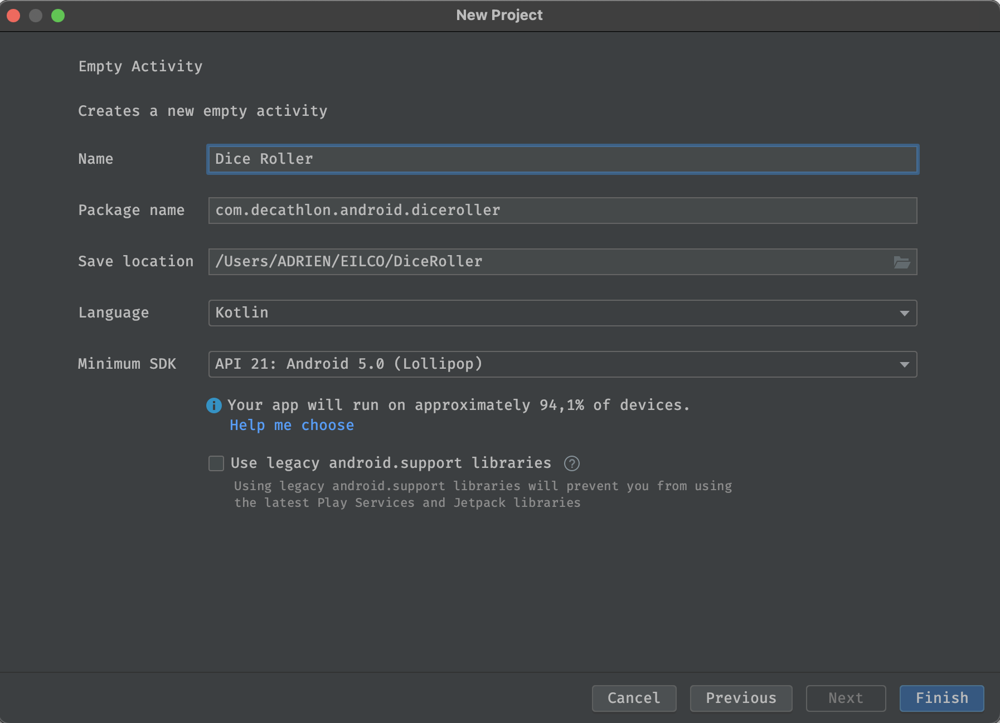 New Project
Empty Activity
Creates a new empty activity
Name
Dice Roller
Package name
com.decathlon.android.diceroller
Save location
/Users/ADRIEN/EILCO/DiceRoller
Language
Kotlin
Minimum SDK
API 21: Android 5.0 (Lollipop)
Your app will run on approximately 94,1% of devices.
Help me choose
Use legacy android.support libraries
Using legacy android.support libraries will prevent you from using
the latest Play Services and Jetpack libraries
Cancel
Previous
Next
Finish